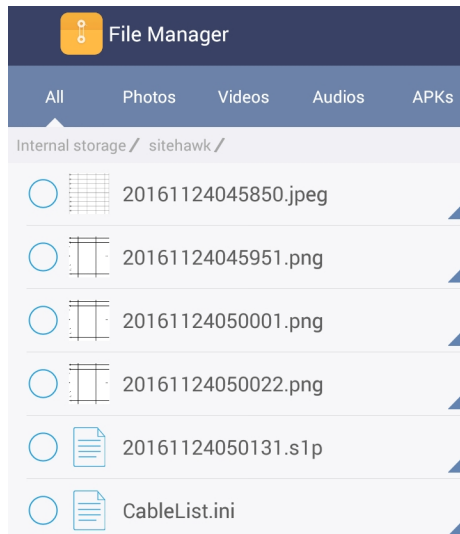 File Manager
All Photos Videos Audios APKs
Internal storage / sitehawk /
20161124045850.jpeg
20161124045951.png
20161124050001.png
20161124050022.png
20161124050131.s1p
CableList.ini